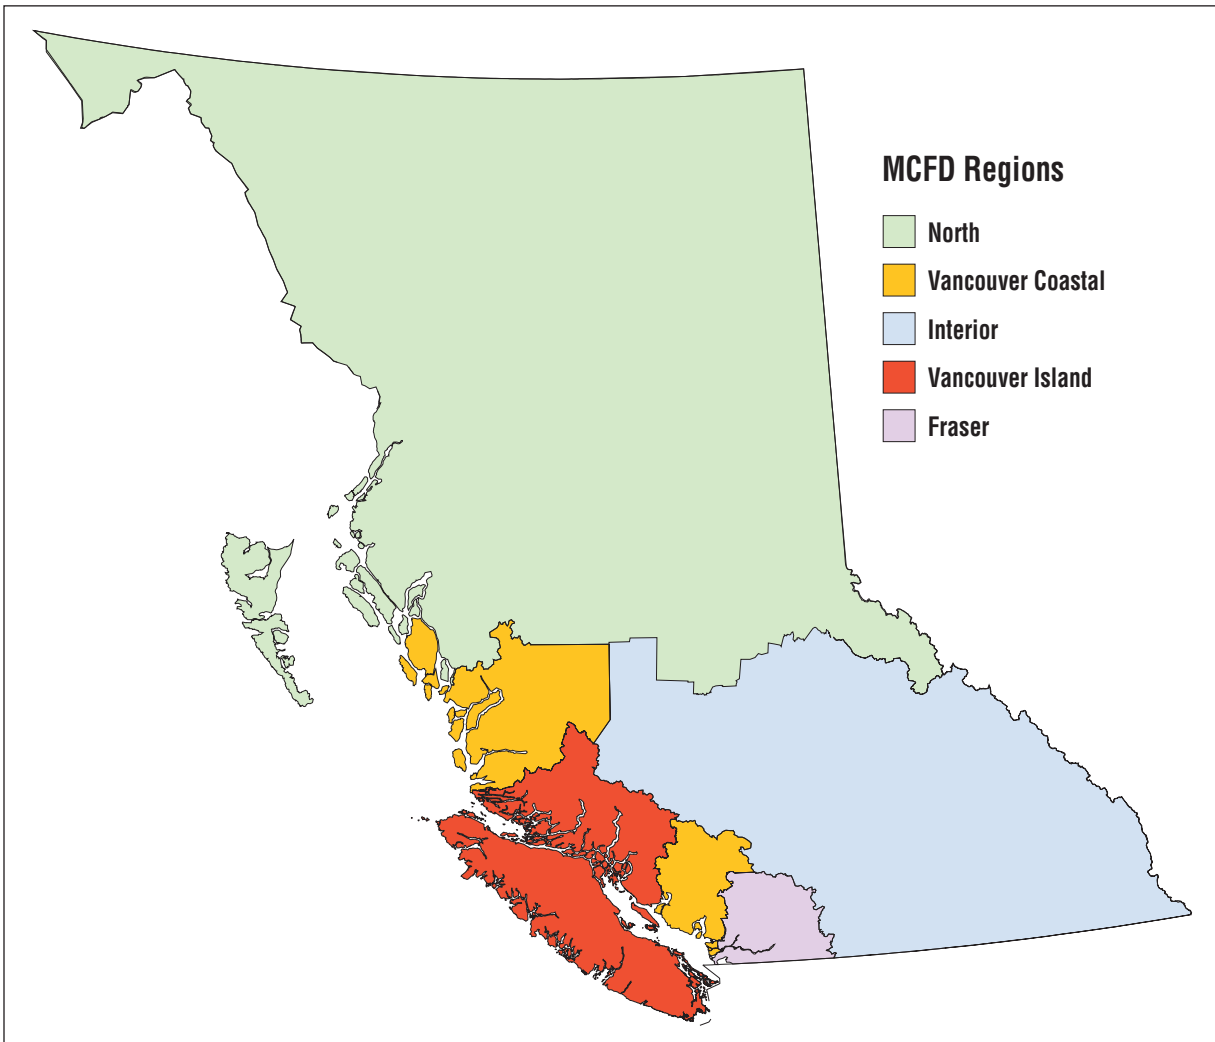 MCFD Regions
North
Vancouver Coastal
Interior
Vancouver Island
Fraser